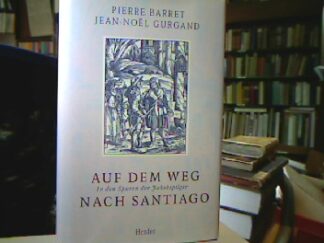 PIERRE BARRET
JEAN-NOËL GURGAND
AUF DEM WEG
In den Spuren der Jakobspilger
NACH SANTIAGO
Herder